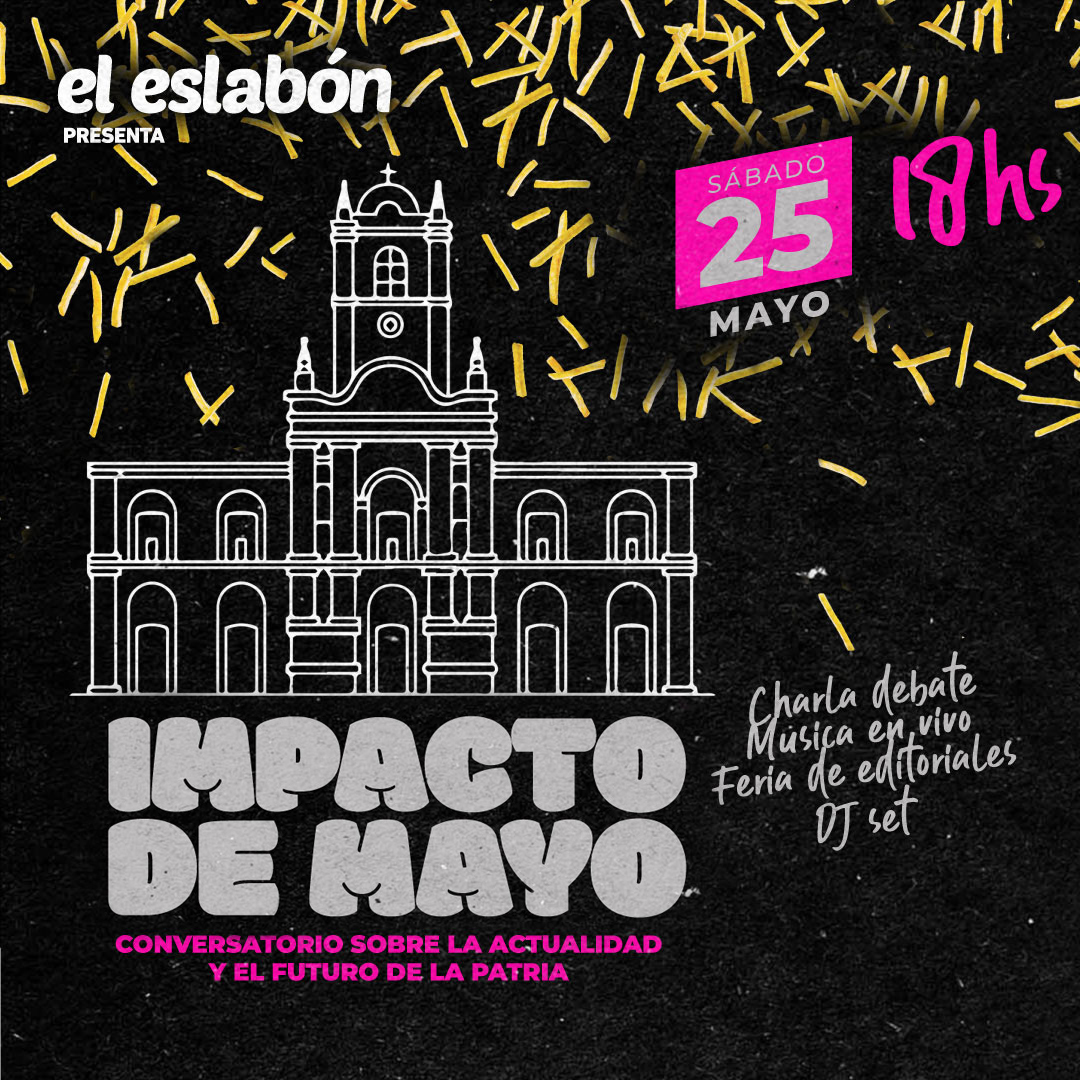 el eslabón
PRESENTA
SÁBADO
25
MAYO
18hs
IMPACTO
DE MAYO
CONVERSATORIO SOBRE LA ACTUALIDAD
Y EL FUTURO DE LA PATRIA
Charla debate
Música en vivo
Feria de editoriales
DJ set